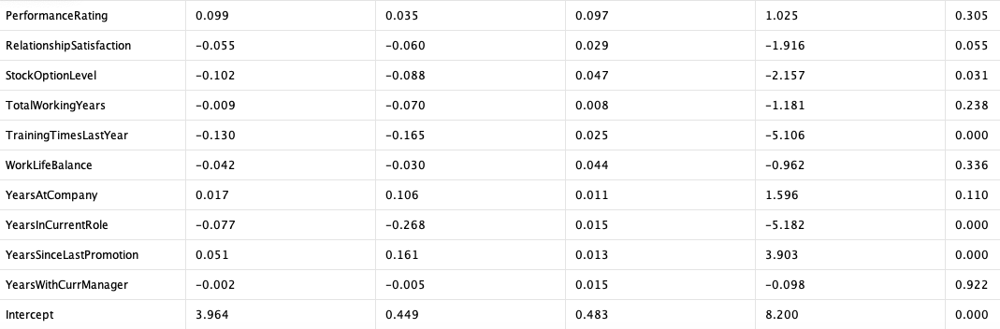 PerformanceRating 0.099 0.035 0.097 1.025 0.305
RelationshipSatisfaction −0.055 −0.060 0.029 −1.916 0.055
StockOptionLevel −0.102 −0.088 0.047 −2.157 0.031
TotalWorkingYears −0.009 −0.070 0.008 −1.181 0.238
TrainingTimesLastYear −0.130 −0.165 0.025 −5.106 0.000
WorkLifeBalance −0.042 −0.030 0.044 −0.962 0.336
YearsAtCompany 0.017 0.106 0.011 1.596 0.110
YearsInCurrentRole −0.077 −0.268 0.015 −5.182 0.000
YearsSinceLastPromotion 0.051 0.161 0.013 3.903 0.000
YearsWithCurrManager −0.002 −0.005 0.015 −0.098 0.922
Intercept 3.964 0.449 0.483 8.200 0.000